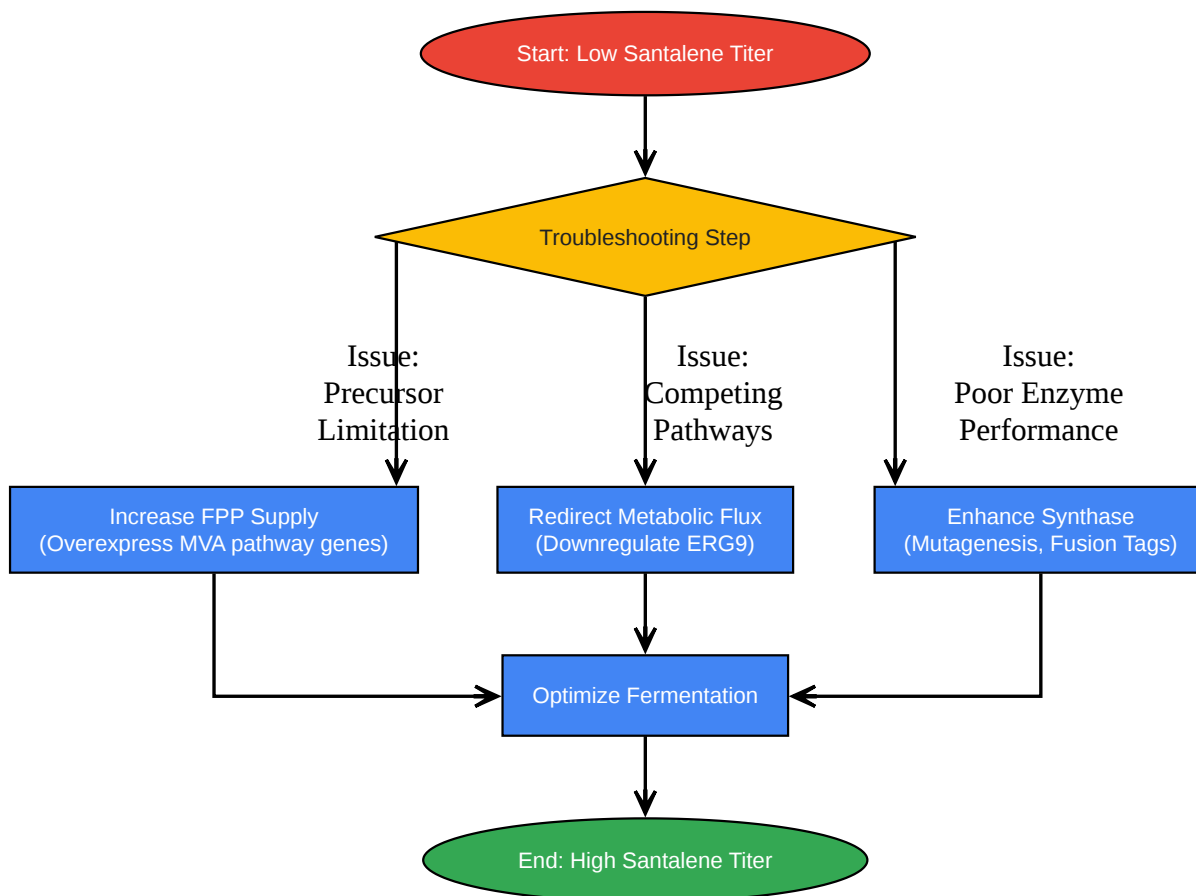 Start: Low Santalene Titer
Troubleshooting Step
Issue:
Precursor
Limitation
Issue:
Competing
Pathways
Issue:
Poor Enzyme
Performance
Increase FPP Supply
(Overexpress MVA pathway genes)
Redirect Metabolic Flux
(Downregulate ERG9)
Enhance Synthase
(Mutagenesis, Fusion Tags)
Optimize Fermentation
End: High Santalene Titer